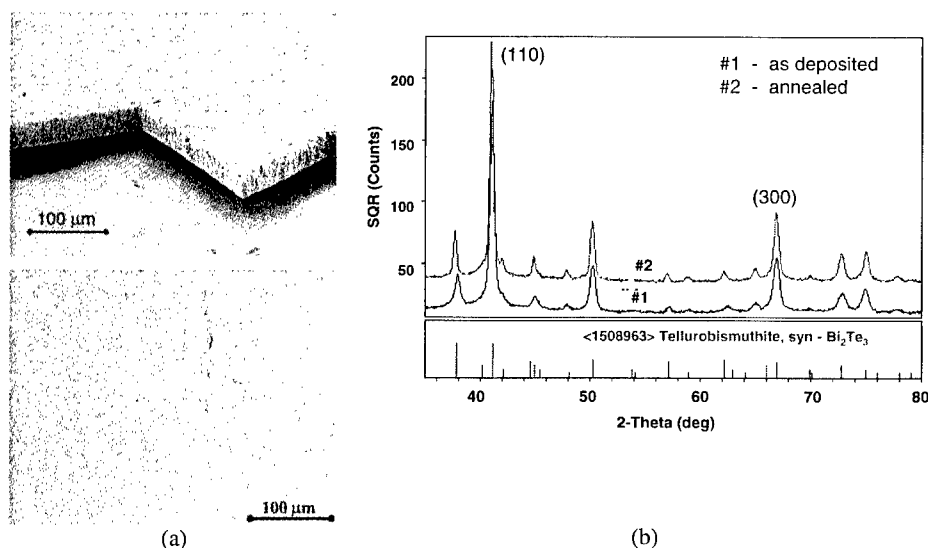 100 µm
100 µm
(a)
(110)
#1 - as deposited
#2 - annealed
200
150
100
50
SQR (Counts)
(300)
#2
#1
<1508963> Tellurobismuthite, syn - Bi₂Te₃
40 50 60 70 80
2-Theta (deg)
(b)